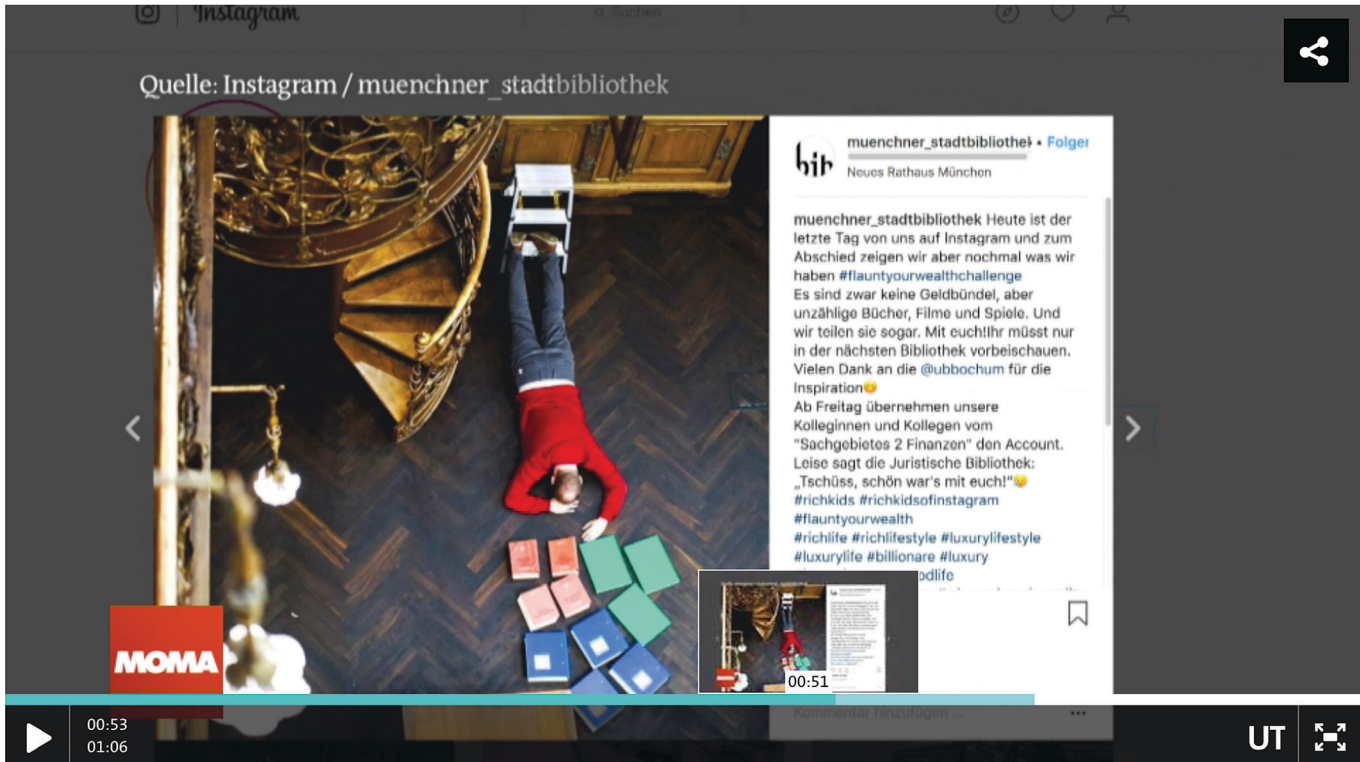 Instagram
Suchen
Quelle: Instagram / muenchner_stadtbibliothek
bib
muenchner_stadtbibliothek • Folgen
Neues Rathaus München
muenchner_stadtbibliothek Heute ist der
letzte Tag von uns auf Instagram und zum
Abschied zeigen wir aber nochmal was wir
haben #flauntyourwealthchallenge
Es sind zwar keine Geldbündel, aber
unzählige Bücher, Filme und Spiele. Und
wir teilen sie sogar. Mit euch!Ihr müsst nur
in der nächsten Bibliothek vorbeischauen.
Vielen Dank an die @ubbochum für die
Inspiration😊
Ab Freitag übernehmen unsere
Kolleginnen und Kollegen vom
"Sachgebietes 2 Finanzen" den Account.
Leise sagt die Juristische Bibliothek:
„Tschüss, schön war's mit euch!"😢
#richkids #richkidsofinstagram
#flauntyourwealth
#richlife #richlifestyle #luxurylifestyle
#luxurylife #billionare #luxury
odlife
MOMA
00:51
Kommentar hinzufügen ...
00:53
01:06
UT